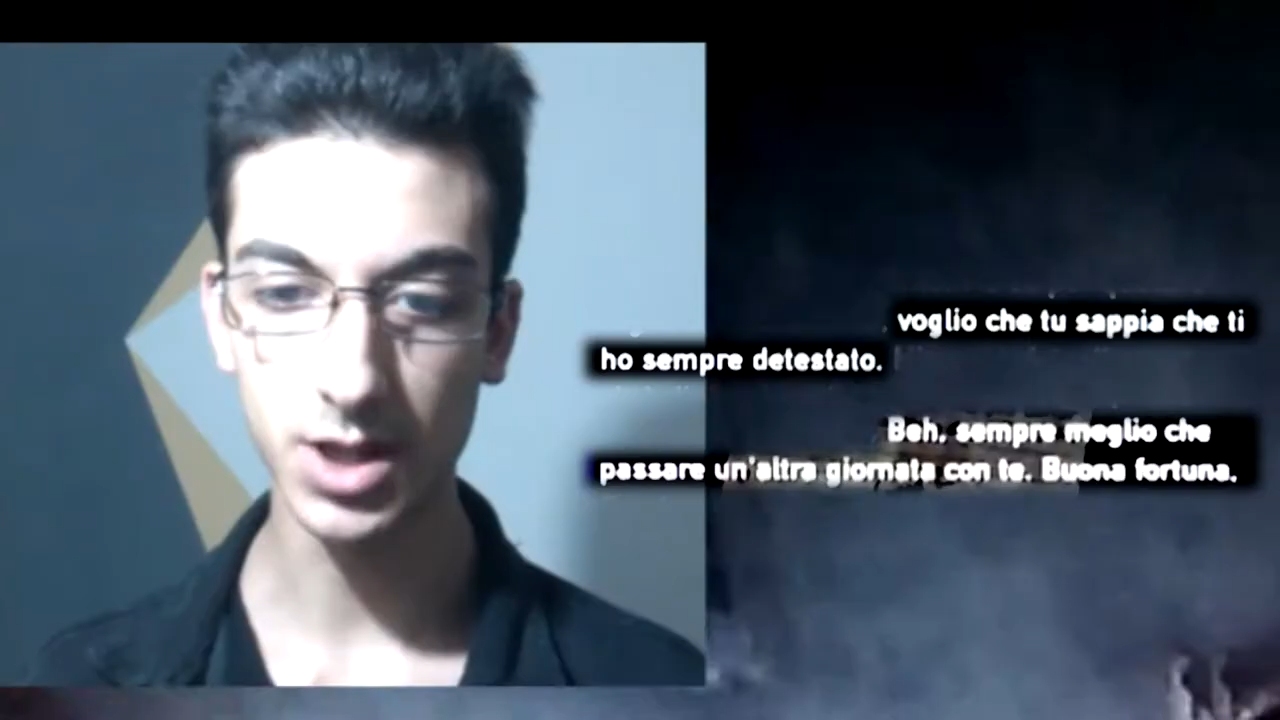 voglio che tu sappia che ti
ho sempre detestato.
Beh, sempre meglio che
passare un'altra giornata con te. Buona fortuna.